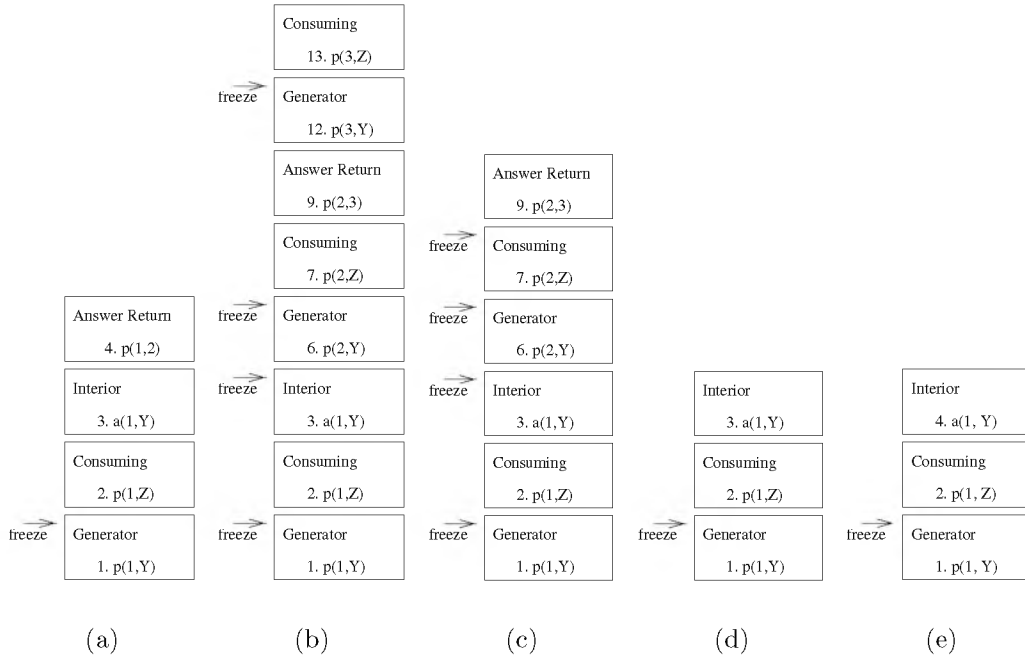 Answer Return
4. p(1,2)
Interior
3. a(1,Y)
Consuming
2. p(1,Z)
freeze
Generator
1. p(1,Y)
(a)
Consuming
13. p(3,Z)
freeze
Generator
12. p(3,Y)
Answer Return
9. p(2,3)
Consuming
7. p(2,Z)
freeze
Generator
6. p(2,Y)
freeze
Interior
3. a(1,Y)
Consuming
2. p(1,Z)
freeze
Generator
1. p(1,Y)
(b)
Answer Return
9. p(2,3)
freeze
Consuming
7. p(2,Z)
freeze
Generator
6. p(2,Y)
freeze
Interior
3. a(1,Y)
Consuming
2. p(1,Z)
freeze
Generator
1. p(1,Y)
(c)
Interior
3. a(1,Y)
Consuming
2. p(1,Z)
freeze
Generator
1. p(1,Y)
(d)
Interior
4. a(1, Y)
Consuming
2. p(1, Z)
freeze
Generator
1. p(1, Y)
(e)